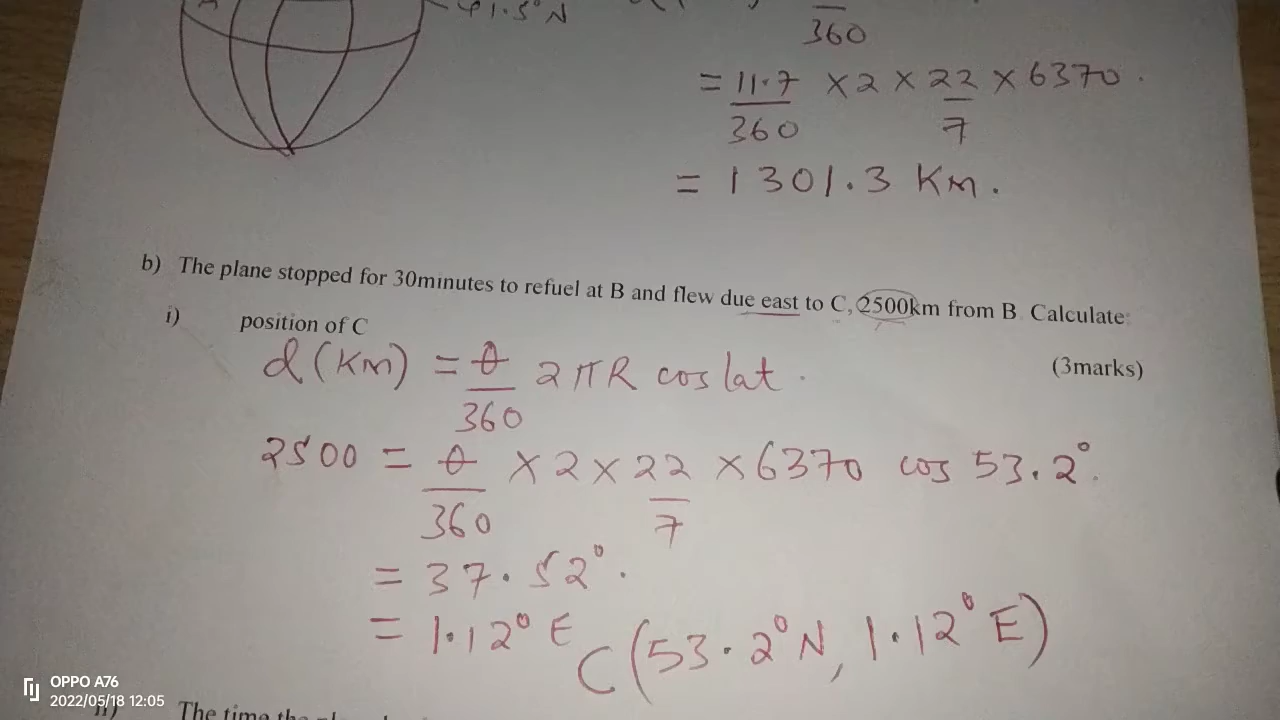 41.5°N
360
= 11.7 × 2 × 22 × 6370.
360 7
= 1301.3 Km.
b) The plane stopped for 30minutes to refuel at B and flew due east to C, 2500km from B. Calculate:
i) position of C
(3marks)
d (Km) = θ 2πR cos lat.
360
2500 = θ × 2 × 22 × 6370 cos 53.2°.
360 7
= 37.52°.
= 1.12° E
C (53.2°N, 1.12° E)
OPPO A76
2022/05/18 12:05
ii) The time the